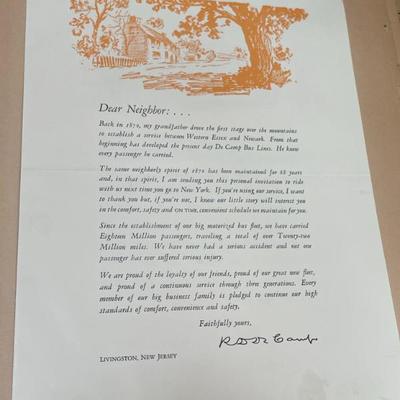 Dear Neighbor: . . .
Back in 1870, my grandfather drove the first stage over the mountains
to establish a service between Western Essex and Newark. From that
beginning has developed the present day De Camp Bus Lines. He knew
every passenger he carried.
The same neighborly spirit of 1870 has been maintained for 88 years
and, in that spirit, I am sending you this personal invitation to ride
with us next time you go to New York. If you're using our service, I want
to thank you but, if you're not, I know our little story will interest you
in the comfort, safety and ON TIME, convenient schedule we maintain for you.
Since the establishment of our big motorized bus fleet, we have carried
Eighteen Million passengers, traveling a total of over Twenty-two
Million miles. We have never had a serious accident and not one
passenger has ever suffered serious injury.
We are proud of the loyalty of our friends, proud of our great new fleet,
and proud of a continuous service through three generations. Every
member of our big business family is pledged to continue our high
standards of comfort, convenience and safety.
Faithfully yours,
LIVINGSTON, NEW JERSEY